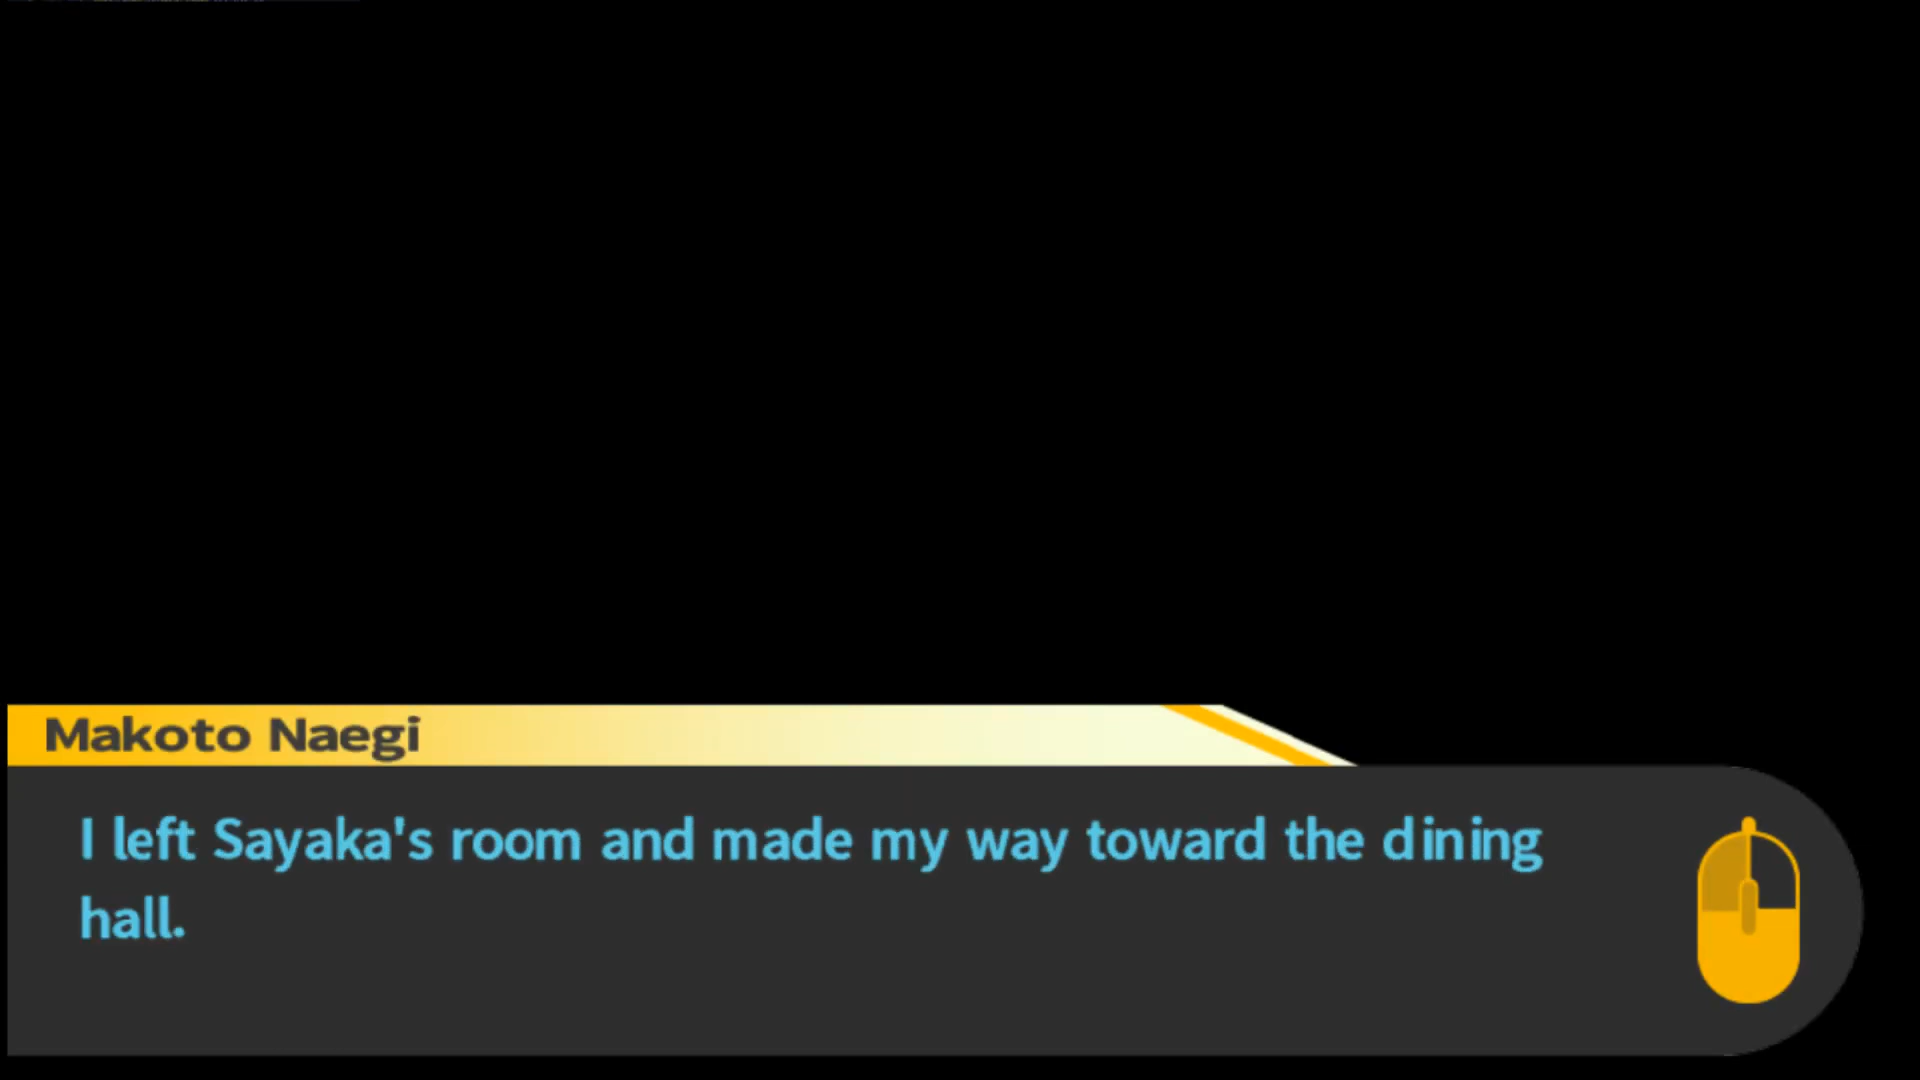 Makoto Naegi
I left Sayaka's room and made my way toward the dining
hall.